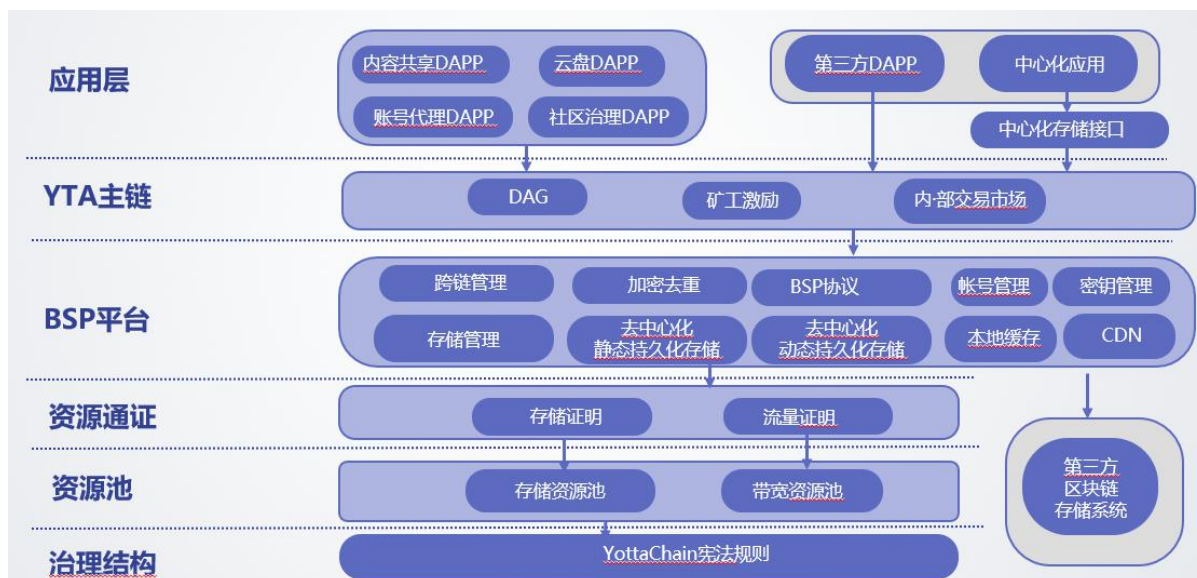 应用层
内容共享DAPP
云盘DAPP
账号代理DAPP
社区治理DAPP
第三方DAPP
中心化应用
中心化存储接口
YTA主链
DAG
矿工激励
内·部交易市场
BSP平台
跨链管理
加密去重
BSP协议
帐号管理
密钥管理
存储管理
去中心化
静态持久化存储
去中心化
动态持久化存储
本地缓存
CDN
资源通证
存储证明
流量证明
资源池
存储资源池
带宽资源池
第三方
区块链
存储系统
治理结构
YottaChain宪法规则